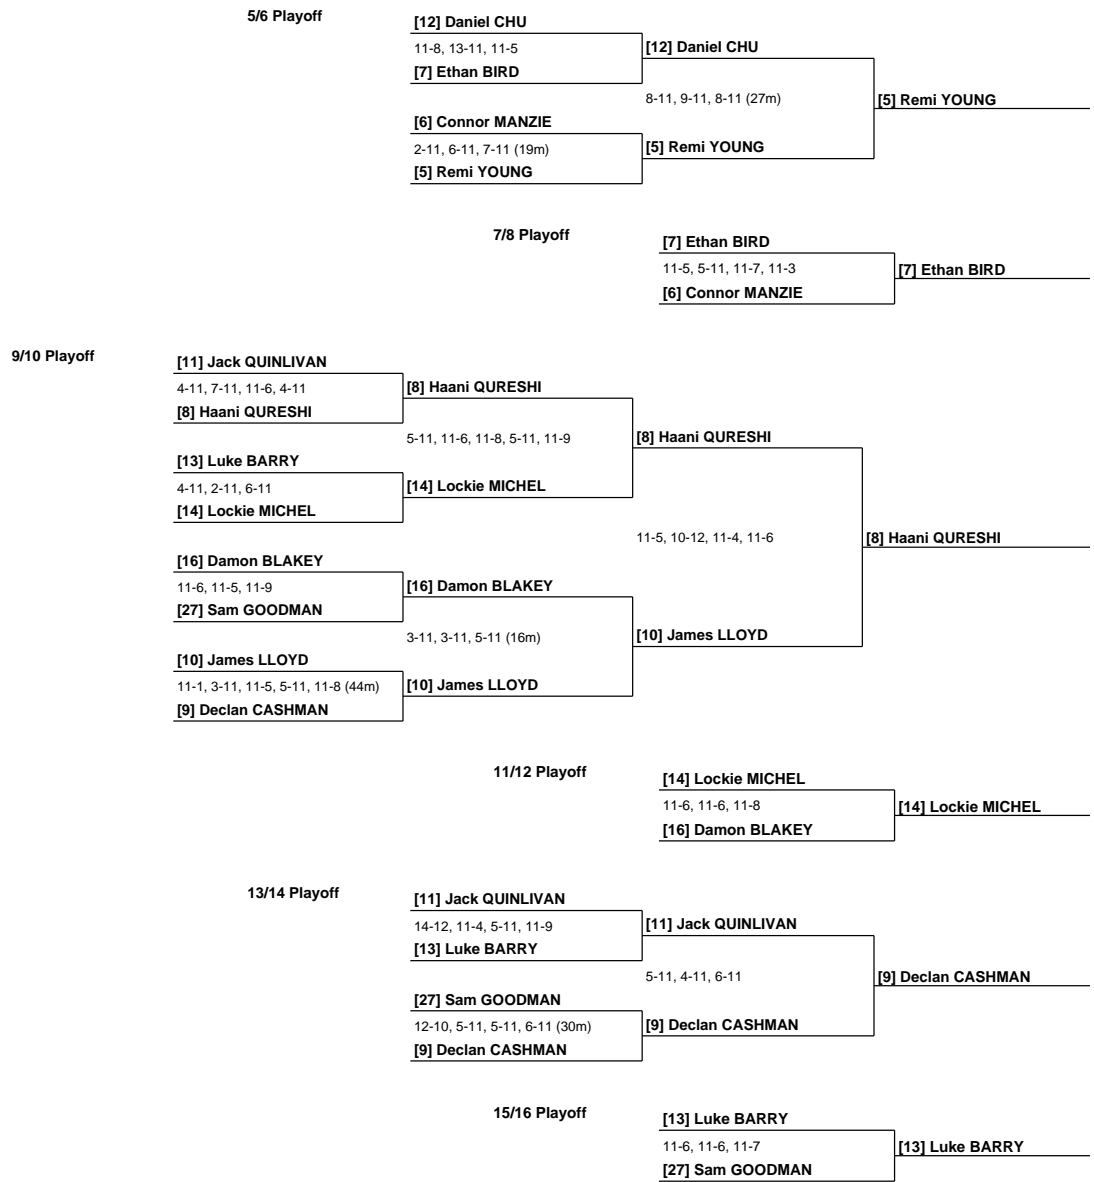 5/6 Playoff
[12] Daniel CHU
11-8, 13-11, 11-5
[7] Ethan BIRD
[12] Daniel CHU
8-11, 9-11, 8-11 (27m)
[5] Remi YOUNG
[6] Connor MANZIE
2-11, 6-11, 7-11 (19m)
[5] Remi YOUNG
[5] Remi YOUNG
7/8 Playoff
[7] Ethan BIRD
11-5, 5-11, 11-7, 11-3
[6] Connor MANZIE
[7] Ethan BIRD
9/10 Playoff
[11] Jack QUINLIVAN
4-11, 7-11, 11-6, 4-11
[8] Haani QURESHI
[8] Haani QURESHI
5-11, 11-6, 11-8, 5-11, 11-9
[8] Haani QURESHI
[13] Luke BARRY
4-11, 2-11, 6-11
[14] Lockie MICHEL
[14] Lockie MICHEL
11-5, 10-12, 11-4, 11-6
[8] Haani QURESHI
[16] Damon BLAKEY
11-6, 11-5, 11-9
[27] Sam GOODMAN
[16] Damon BLAKEY
3-11, 3-11, 5-11 (16m)
[10] James LLOYD
[10] James LLOYD
11-1, 3-11, 11-5, 5-11, 11-8 (44m)
[9] Declan CASHMAN
[10] James LLOYD
11/12 Playoff
[14] Lockie MICHEL
11-6, 11-6, 11-8
[16] Damon BLAKEY
[14] Lockie MICHEL
13/14 Playoff
[11] Jack QUINLIVAN
14-12, 11-4, 5-11, 11-9
[13] Luke BARRY
[11] Jack QUINLIVAN
5-11, 4-11, 6-11
[9] Declan CASHMAN
[27] Sam GOODMAN
12-10, 5-11, 5-11, 6-11 (30m)
[9] Declan CASHMAN
[9] Declan CASHMAN
15/16 Playoff
[13] Luke BARRY
11-6, 11-6, 11-7
[27] Sam GOODMAN
[13] Luke BARRY